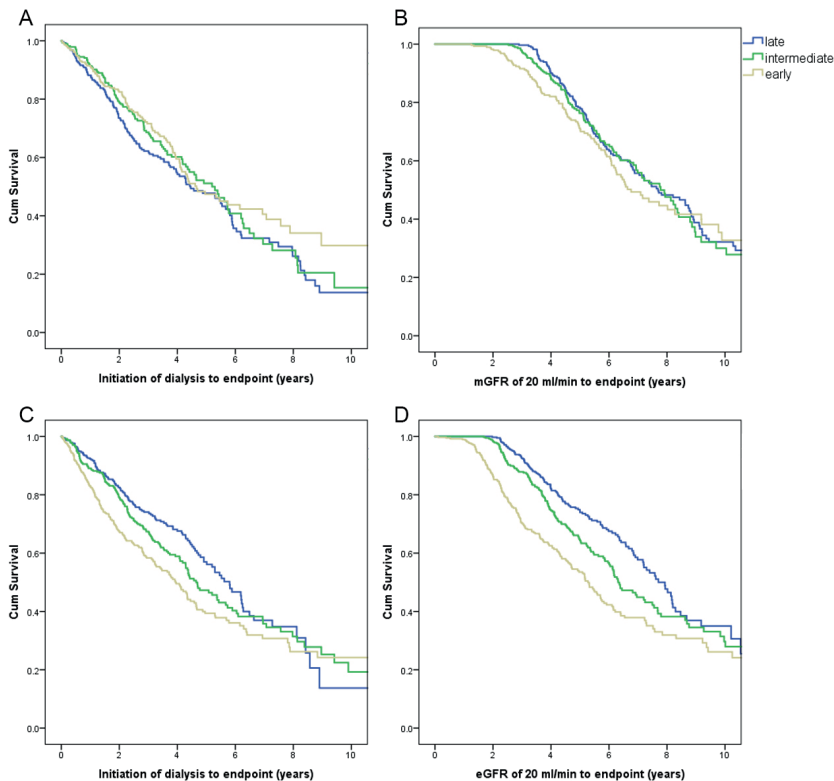 A
Cum Survival
1.0
0.8
0.6
0.4
0.2
0.0
0 2 4 6 8 10
Initiation of dialysis to endpoint (years)
B
Cum Survival
1.0
0.8
0.6
0.4
0.2
0.0
0 2 4 6 8 10
mGFR of 20 ml/min to endpoint (years)
late
intermediate
early
C
Cum Survival
1.0
0.8
0.6
0.4
0.2
0.0
0 2 4 6 8 10
Initiation of dialysis to endpoint (years)
D
Cum Survival
1.0
0.8
0.6
0.4
0.2
0.0
0 2 4 6 8 10
eGFR of 20 ml/min to endpoint (years)